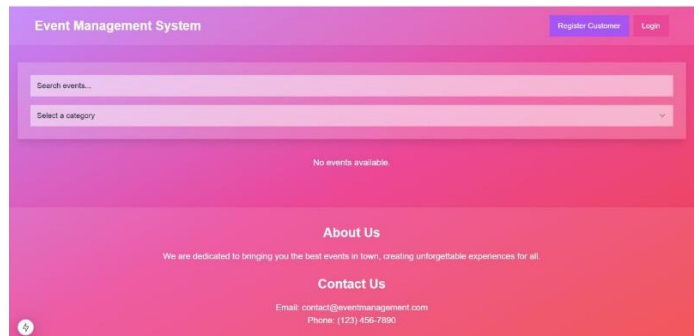 Event Management System
Register Customer
Login
Search events...
Select a category
No events available.
About Us
We are dedicated to bringing you the best events in town, creating unforgettable experiences for all.
Contact Us
Email: contact@eventmanagement.com
Phone: (123) 456-7890